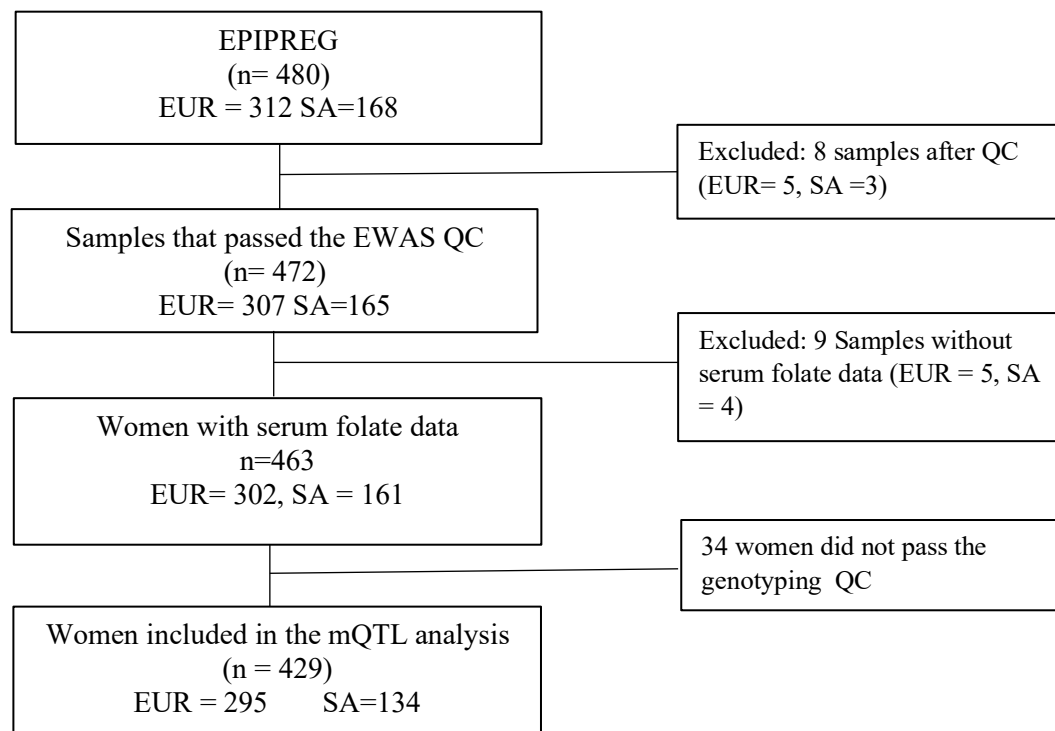 EPIPREG
(n= 480)
EUR = 312 SA=168
Excluded: 8 samples after QC
(EUR= 5, SA =3)
Samples that passed the EWAS QC
(n= 472)
EUR= 307 SA=165
Excluded: 9 Samples without
serum folate data (EUR = 5, SA
= 4)
Women with serum folate data
n=463
EUR= 302, SA = 161
34 women did not pass the
genotyping QC
Women included in the mQTL analysis
(n = 429)
EUR = 295 SA=134